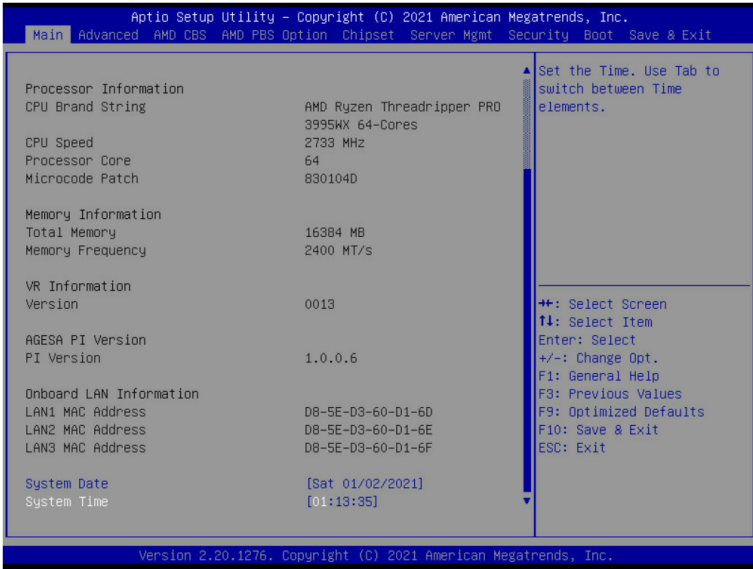 Aptio Setup Utility – Copyright (C) 2021 American Megatrends, Inc.
Main Advanced AMD CBS AMD PBS Option Chipset Server Mgmt Security Boot Save & Exit
Processor Information
CPU Brand String AMD Ryzen Threadripper PRO
3995WX 64-Cores
CPU Speed 2733 MHz
Processor Core 64
Microcode Patch 830104D
Memory Information
Total Memory 16384 MB
Memory Frequency 2400 MT/s
VR Information
Version 0013
AGESA PI Version
PI Version 1.0.0.6
Onboard LAN Information
LAN1 MAC Address D8-5E-D3-60-D1-6D
LAN2 MAC Address D8-5E-D3-60-D1-6E
LAN3 MAC Address D8-5E-D3-60-D1-6F
System Date [Sat 01/02/2021]
System Time [01:13:35]
Set the Time. Use Tab to
switch between Time
elements.
→←: Select Screen
↑↓: Select Item
Enter: Select
+/-: Change Opt.
F1: General Help
F3: Previous Values
F9: Optimized Defaults
F10: Save & Exit
ESC: Exit
Version 2.20.1276. Copyright (C) 2021 American Megatrends, Inc.